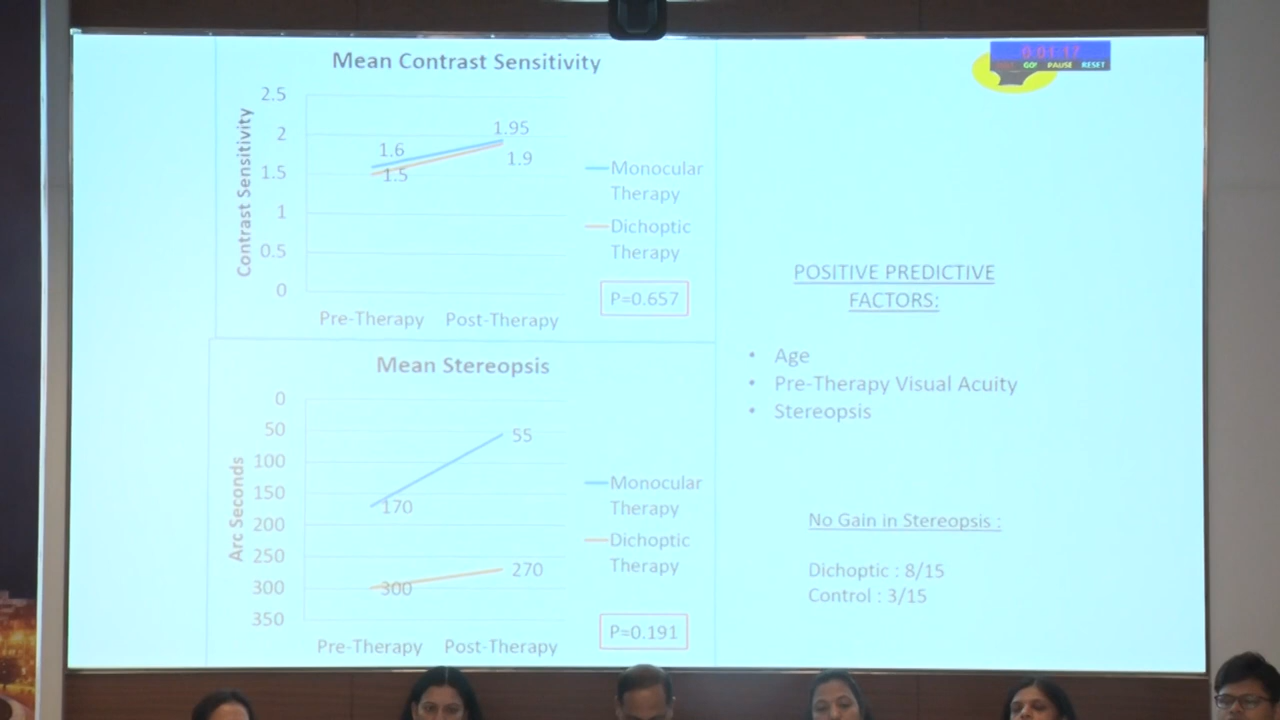 Mean Contrast Sensitivity
Contrast Sensitivity
2.5
2
1.5
1
0.5
0
1.6
1.5
1.95
1.9
Pre-Therapy Post-Therapy
Monocular
Therapy
Dichoptic
Therapy
P=0.657
Mean Stereopsis
Arc Seconds
0
50
100
150
200
250
300
350
170
55
300
270
Pre-Therapy Post-Therapy
Monocular
Therapy
Dichoptic
Therapy
P=0.191
0:01:17
GO! PAUSE RESET
POSITIVE PREDICTIVE
FACTORS:
• Age
• Pre-Therapy Visual Acuity
• Stereopsis
No Gain in Stereopsis :
Dichoptic : 8/15
Control : 3/15